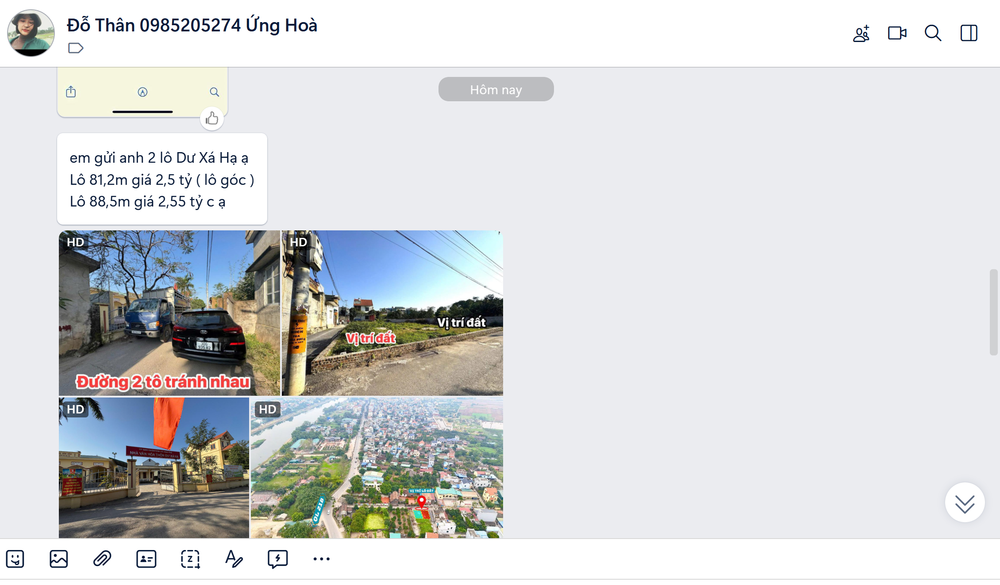 Đỗ Thân 0985205274 Ứng Hoà
Hôm nay
em gửi anh 2 lô Dư Xá Hạ ạ
Lô 81,2m giá 2,5 tỷ ( lô góc )
Lô 88,5m giá 2,55 tỷ c ạ
HD
HD
30G
935.82
Đường 2 tô tránh nhau
Vị trí đất
Vị trí đất
HD
HD
NHÀ VĂN HÓA THÔN DƯ XÁ HẠ
VỊ TRÍ LÔ ĐẤT
QL 21B